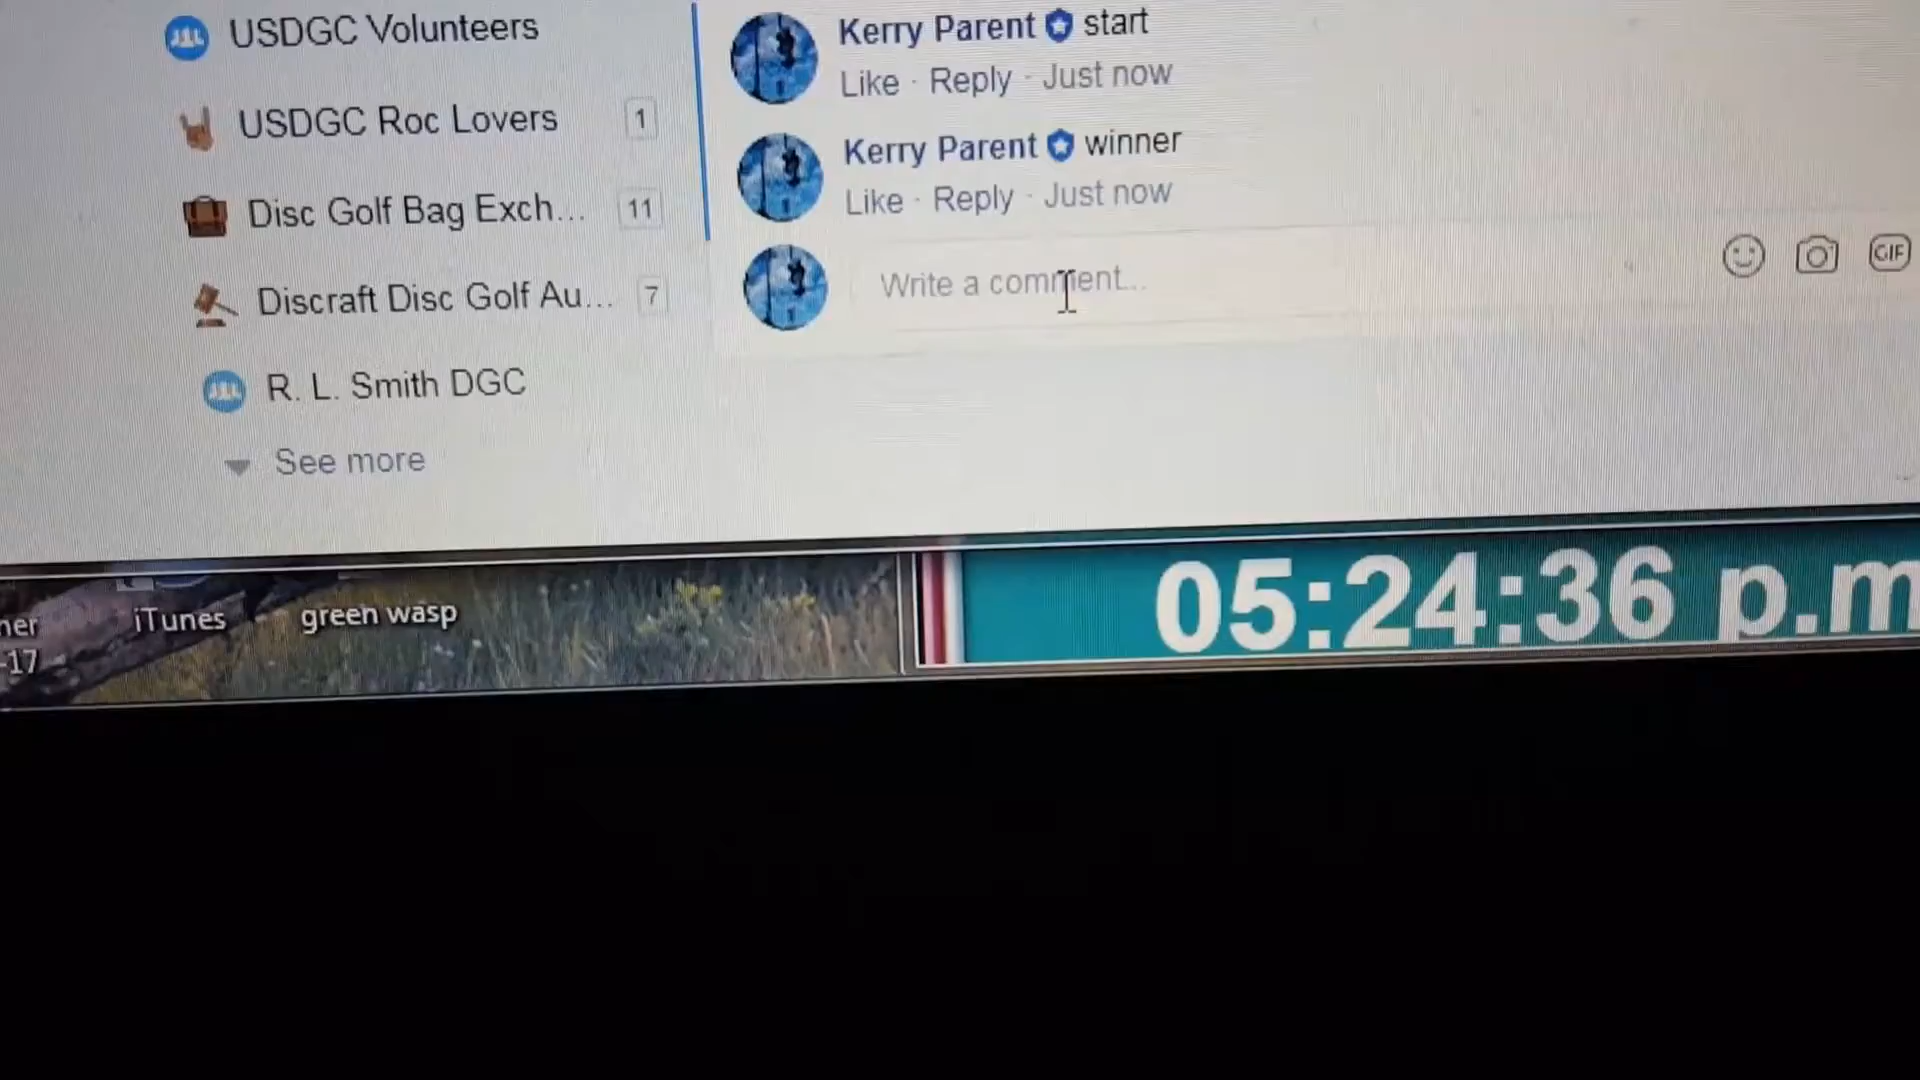 USDGC Volunteers
USDGC Roc Lovers 1
Disc Golf Bag Exch... 11
Discraft Disc Golf Au... 7
R. L. Smith DGC
See more
Kerry Parent start
Like · Reply · Just now
Kerry Parent winner
Like · Reply · Just now
Write a comment...
GIF
iTunes
green wasp
-17
05:24:36 p.m